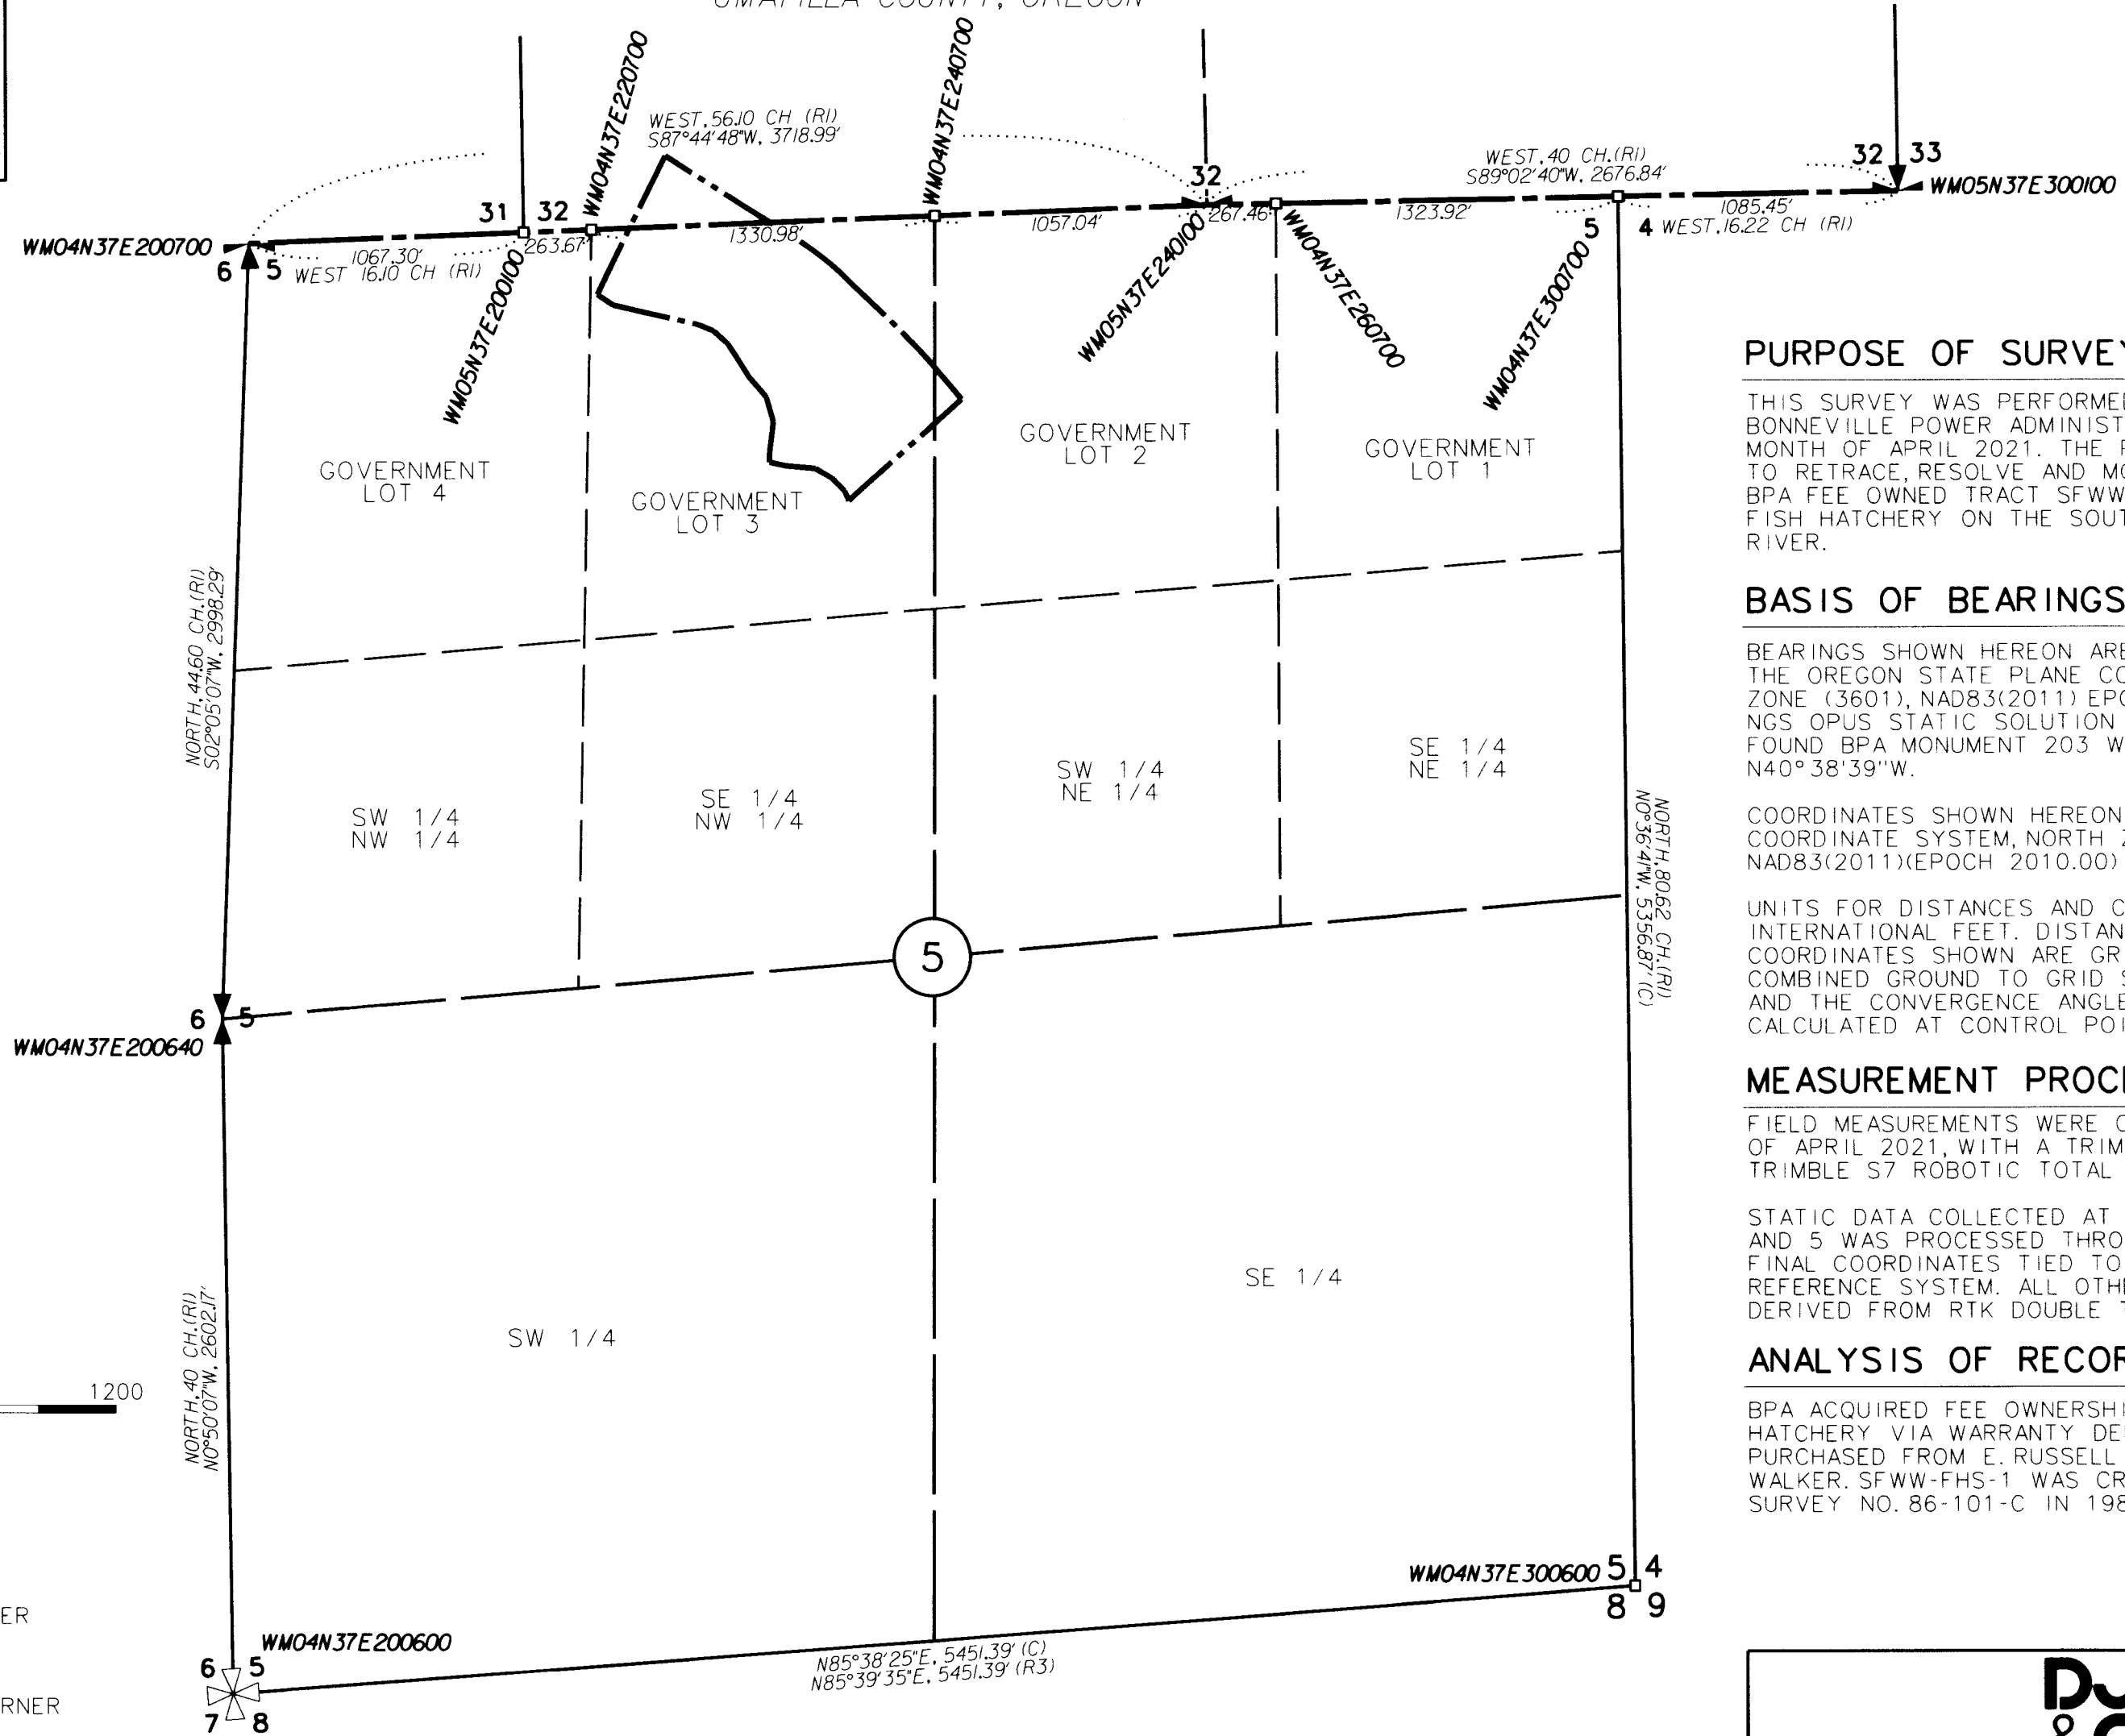 UMATILLA COUNTY, OREGON
WM04N37E220700
WM04N37E240700
WEST, 56.10 CH (R1)
S87°44'48"W, 3718.99'
31 32
32
WEST, 40 CH. (R1)
S89°02'40"W, 2676.84'
32 33
WM05N37E300100
WM04N37E200700
6 5
1067.30'
WEST 16.10 CH (R1)
263.67'
1330.98'
1057.04'
267.46'
1323.92'
1085.45'
5 4
WEST, 16.22 CH (R1)
WM05N37E200100
WM05N37E240100
WM04N37E260700
WM04N37E300700
GOVERNMENT
LOT 4
GOVERNMENT
LOT 3
GOVERNMENT
LOT 2
GOVERNMENT
LOT 1
NORTH, 44.60 CH. (R1)
S02°05'07"W, 2998.29'
SW 1/4
NW 1/4
SE 1/4
NW 1/4
SW 1/4
NE 1/4
SE 1/4
NE 1/4
NORTH, 80.62 CH. (R1)
N0°36'41"W, 5356.87' (C)
5
6 5
WM04N37E200640
SW 1/4
SE 1/4
NORTH, 40 CH. (R1)
N0°50'07"W, 2602.17'
1200
WM04N37E300600
5 4
8 9
WM04N37E200600
6 5
7 8
N85°38'25"E, 5451.39' (C)
N85°39'35"E, 5451.39' (R3)
ER
RNER
PURPOSE OF SURVEY
THIS SURVEY WAS PERFORME
BONNEVILLE POWER ADMINIST
MONTH OF APRIL 2021. THE
TO RETRACE, RESOLVE AND MO
BPA FEE OWNED TRACT SFWW
FISH HATCHERY ON THE SOUT
RIVER.
BASIS OF BEARINGS
BEARINGS SHOWN HEREON ARE
THE OREGON STATE PLANE CO
ZONE (3601), NAD83(2011) EPO
NGS OPUS STATIC SOLUTION
FOUND BPA MONUMENT 203 W
N40°38'39"W.
COORDINATES SHOWN HEREON
COORDINATE SYSTEM, NORTH Z
NAD83(2011)(EPOCH 2010.00)
UNITS FOR DISTANCES AND C
INTERNATIONAL FEET. DISTAN
COORDINATES SHOWN ARE GR
COMBINED GROUND TO GRID S
AND THE CONVERGENCE ANGLE
CALCULATED AT CONTROL POI
MEASUREMENT PROCE
FIELD MEASUREMENTS WERE C
OF APRIL 2021, WITH A TRIM
TRIMBLE S7 ROBOTIC TOTAL
STATIC DATA COLLECTED AT
AND 5 WAS PROCESSED THRO
FINAL COORDINATES TIED TO
REFERENCE SYSTEM. ALL OTHE
DERIVED FROM RTK DOUBLE T
ANALYSIS OF RECOR
BPA ACQUIRED FEE OWNERSHI
HATCHERY VIA WARRANTY DE
PURCHASED FROM E. RUSSELL
WALKER. SFWW-FHS-1 WAS CR
SURVEY NO. 86-101-C IN 198